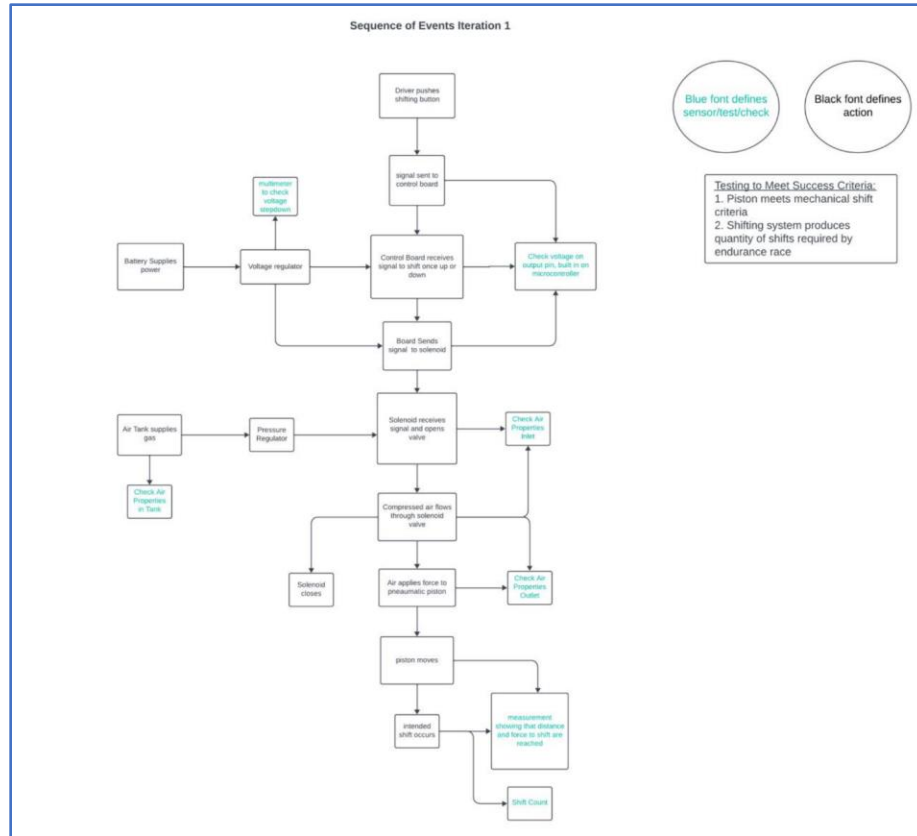 Sequence of Events Iteration 1
Driver pushes
shifting button
Blue font defines
sensor/test/check
Black font defines
action
signal sent to
control board
multimeter
to check
voltage
stepdown
Testing to Meet Success Criteria:
1. Piston meets mechanical shift
criteria
2. Shifting system produces
quantity of shifts required by
endurance race
Battery Supplies
power
Voltage regulator
Control Board receives
signal to shift once up or
down
Check voltage on
output pin, built in on
microcontroller
Board Sends
signal to solenoid
Air Tank supplies
gas
Pressure
Regulator
Solenoid receives
signal and opens
valve
Check Air
Properties
Inlet
Check Air
Properties
in Tank
Compressed air flows
through solenoid
valve
Solenoid
closes
Air applies force to
pneaumatic piston
Check Air
Properties
Outlet
piston moves
intended
shift occurs
measurement
showing that distance
and force to shift are
reached
Shift Count